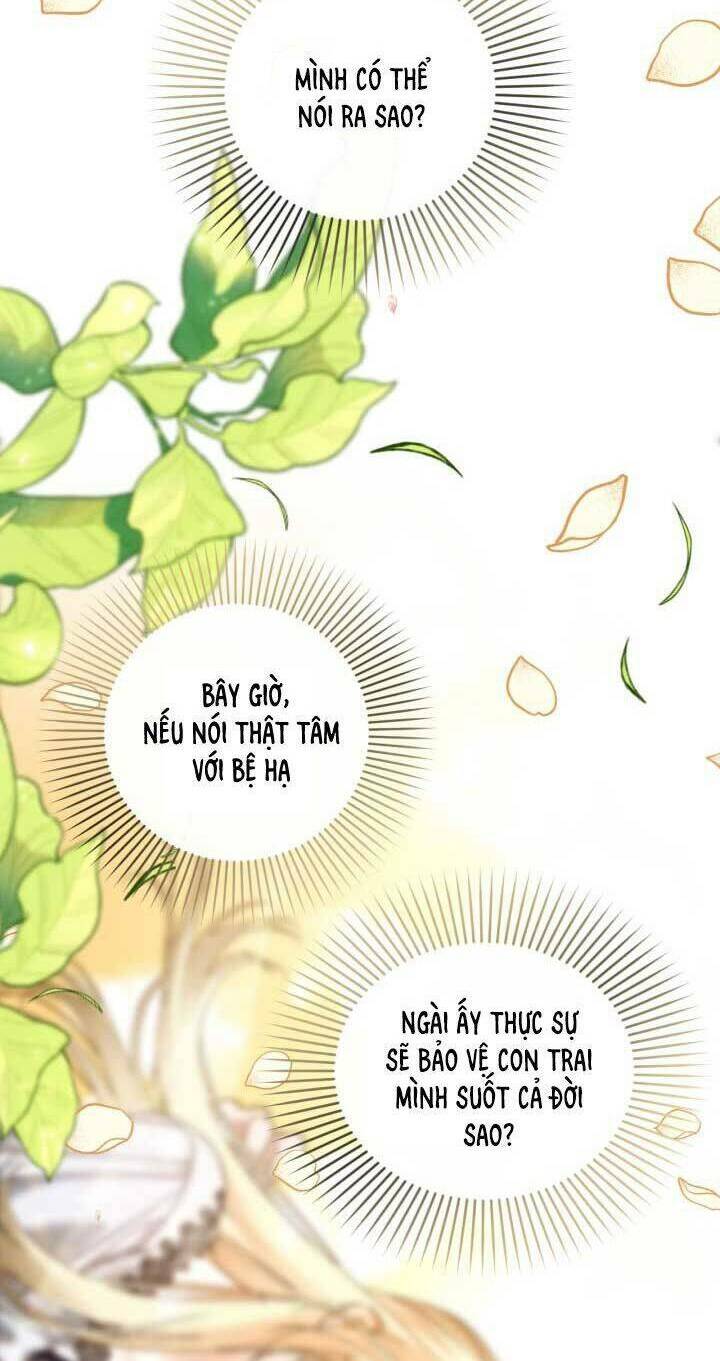 MÌNH CÓ THỂ
NÓI RA SAO?
BÂY GIỜ,
NẾU NÓI THẬT TÂM
VỚI BỆ HẠ
NGÀI ẤY THỰC SỰ
SẼ BẢO VỆ CON TRAI
MÌNH SUỐT CẢ ĐỜI
SAO?